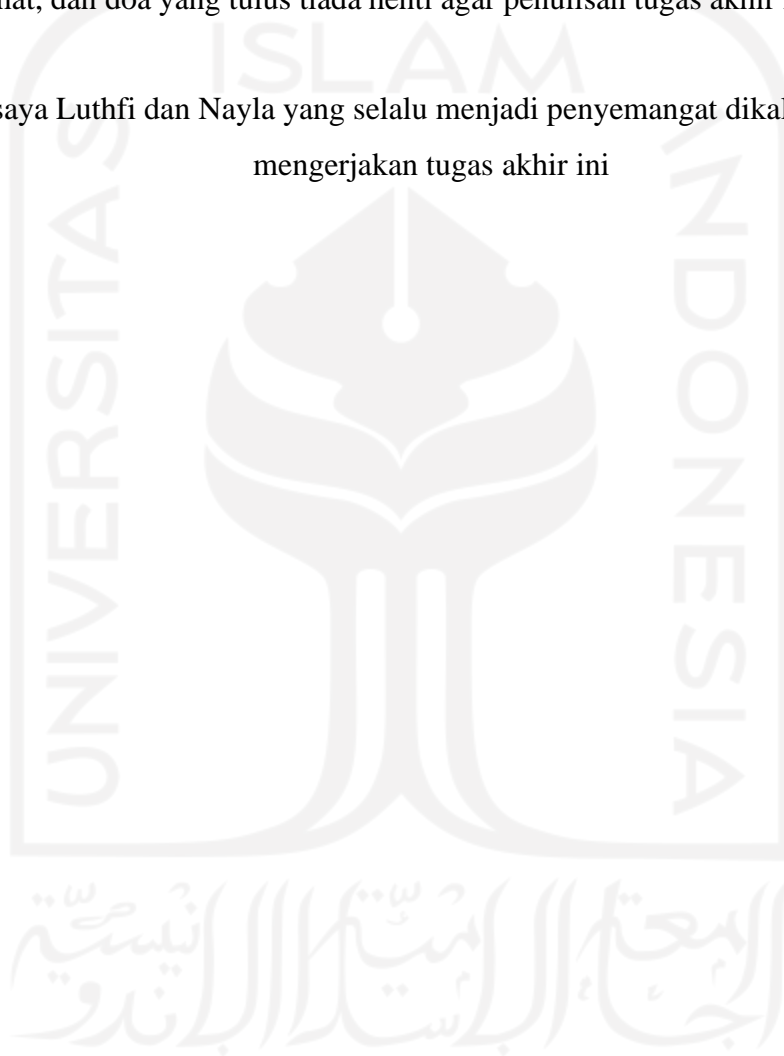 dan doa yang tulus tiada henti agar penulisan tugas akhir
saya Luthfi dan Nayla yang selalu menjadi penyemangat
mengerjakan tugas akhir ini
ISLAM
UNIVERSITAS
INDONESIA